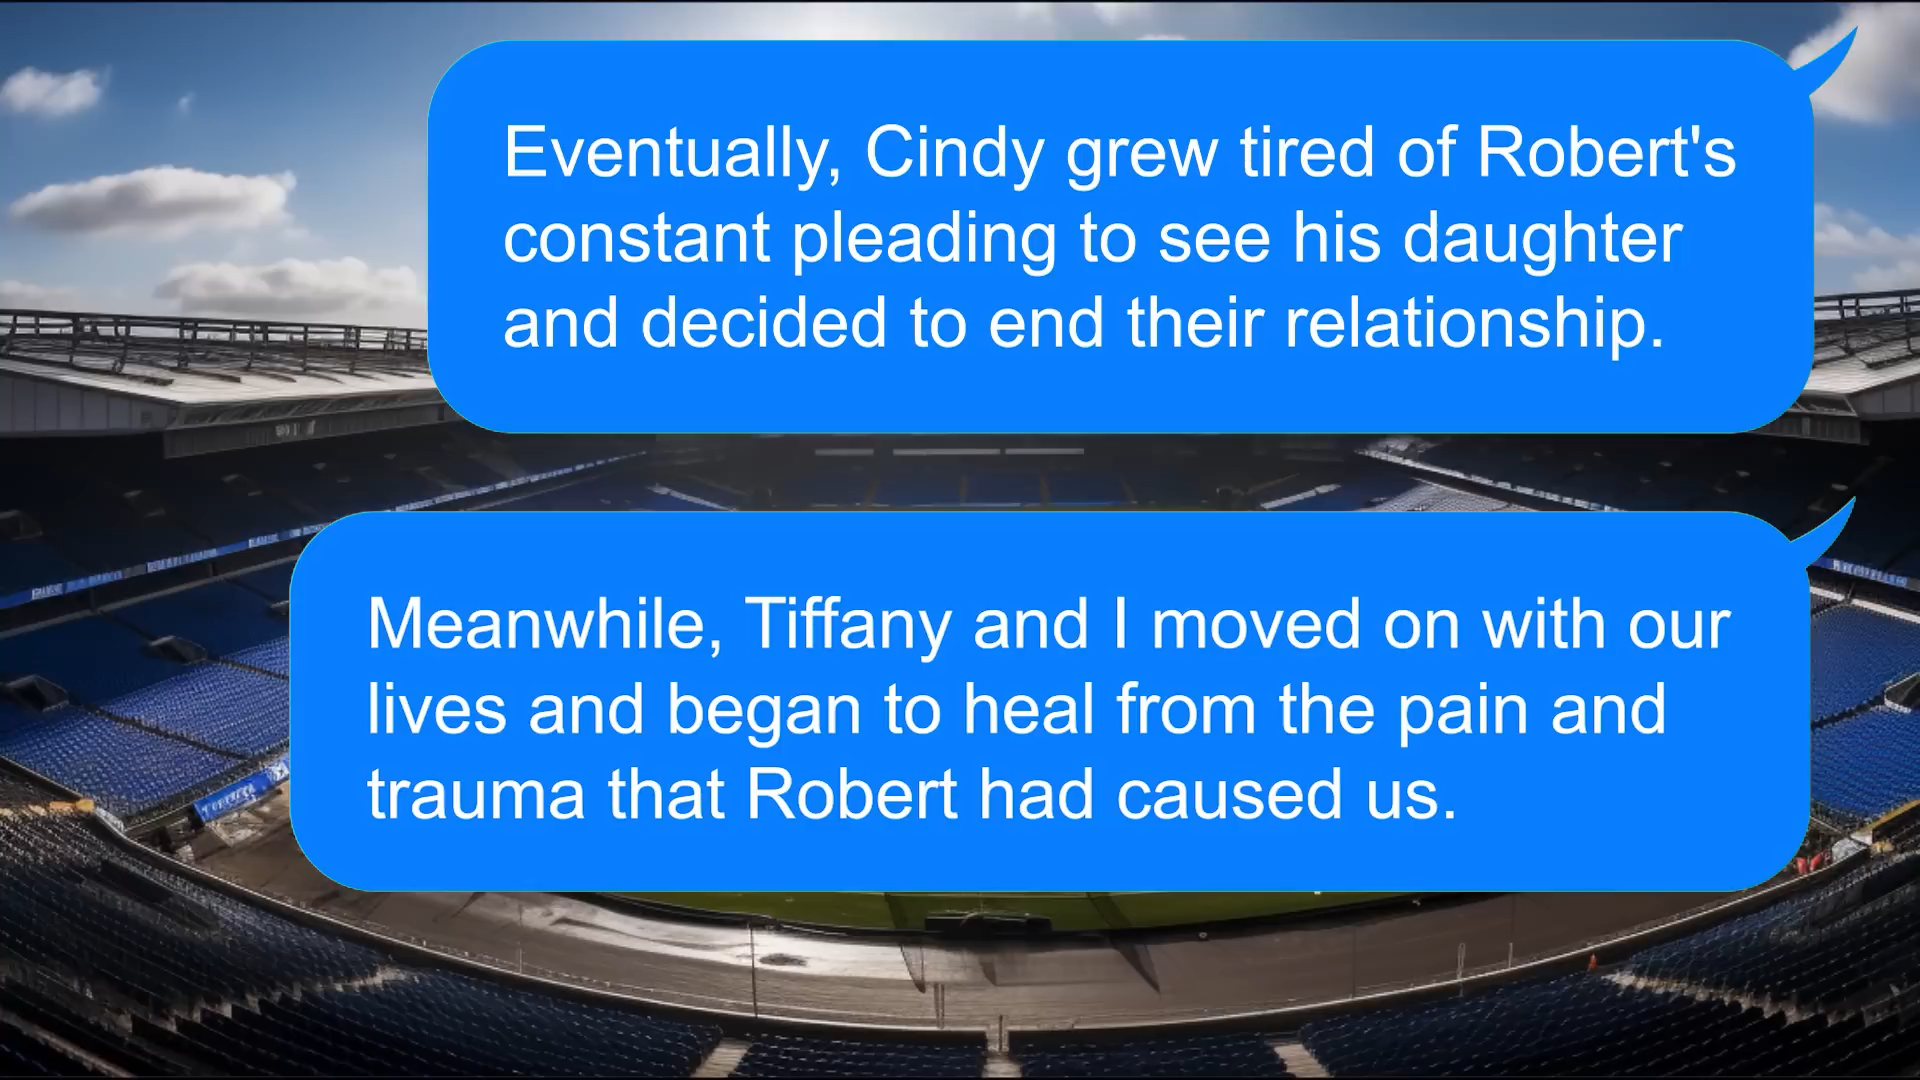 Eventually, Cindy grew tired of Robert's
constant pleading to see his daughter
and decided to end their relationship.
Meanwhile, Tiffany and I moved on with our
lives and began to heal from the pain and
trauma that Robert had caused us.